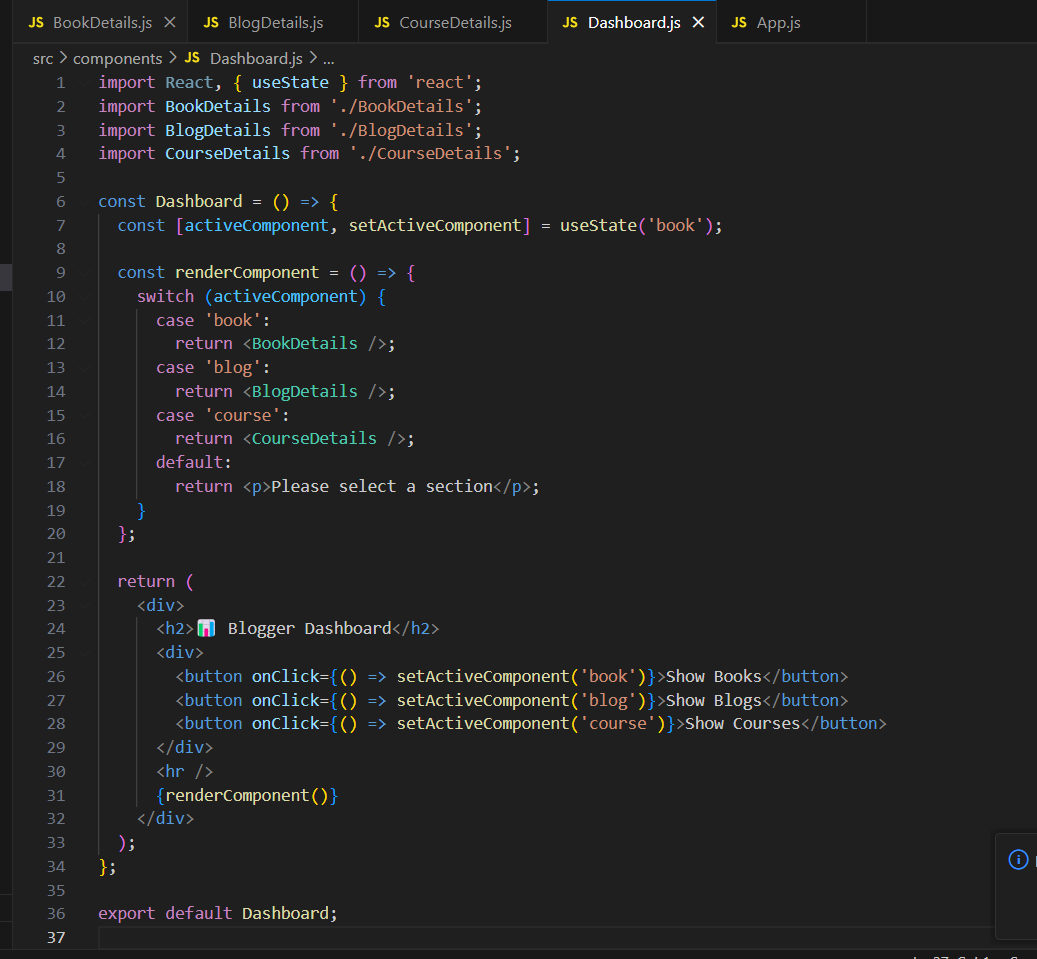 JS BookDetails.js ×
JS BlogDetails.js
JS CourseDetails.js
JS Dashboard.js ×
JS App.js
src > components > JS Dashboard.js > ...
1 import React, { useState } from 'react';
2 import BookDetails from './BookDetails';
3 import BlogDetails from './BlogDetails';
4 import CourseDetails from './CourseDetails';
5
6 const Dashboard = () => {
7   const [activeComponent, setActiveComponent] = useState('book');
8
9   const renderComponent = () => {
10     switch (activeComponent) {
11       case 'book':
12         return <BookDetails />;
13       case 'blog':
14         return <BlogDetails />;
15       case 'course':
16         return <CourseDetails />;
17       default:
18         return <p>Please select a section</p>;
19     }
20   };
21
22   return (
23     <div>
24       <h2>📊 Blogger Dashboard</h2>
25       <div>
26         <button onClick={() => setActiveComponent('book')}>Show Books</button>
27         <button onClick={() => setActiveComponent('blog')}>Show Blogs</button>
28         <button onClick={() => setActiveComponent('course')}>Show Courses</button>
29       </div>
30       <hr />
31       {renderComponent()}
32     </div>
33   );
34 };
35
36 export default Dashboard;
37